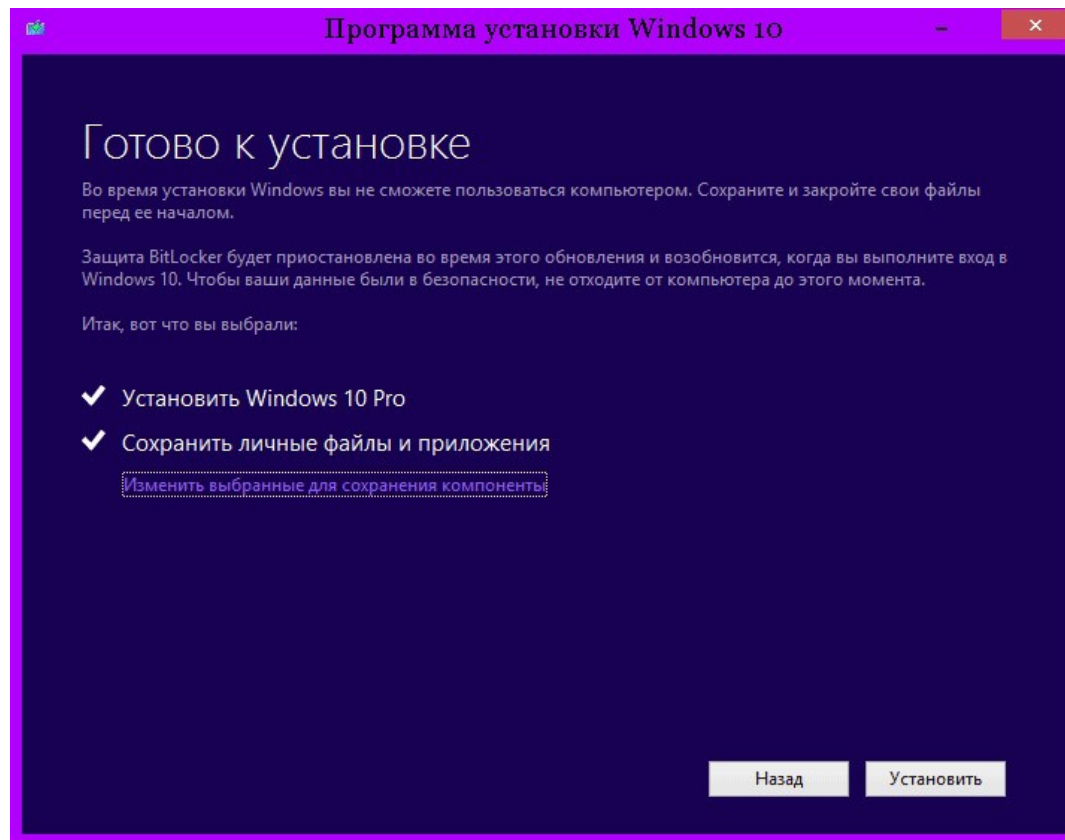 Программа установки Windows 10
Готово к установке
Во время установки Windows вы не сможете пользоваться компьютером. Сохраните и закройте свои файлы
перед ее началом.
Защита BitLocker будет приостановлена во время этого обновления и возобновится, когда вы выполните вход в
Windows 10. Чтобы ваши данные были в безопасности, не отходите от компьютера до этого момента.
Итак, вот что вы выбрали:
Установить Windows 10 Pro
Сохранить личные файлы и приложения
Изменить выбранные для сохранения компоненты
Назад
Установить